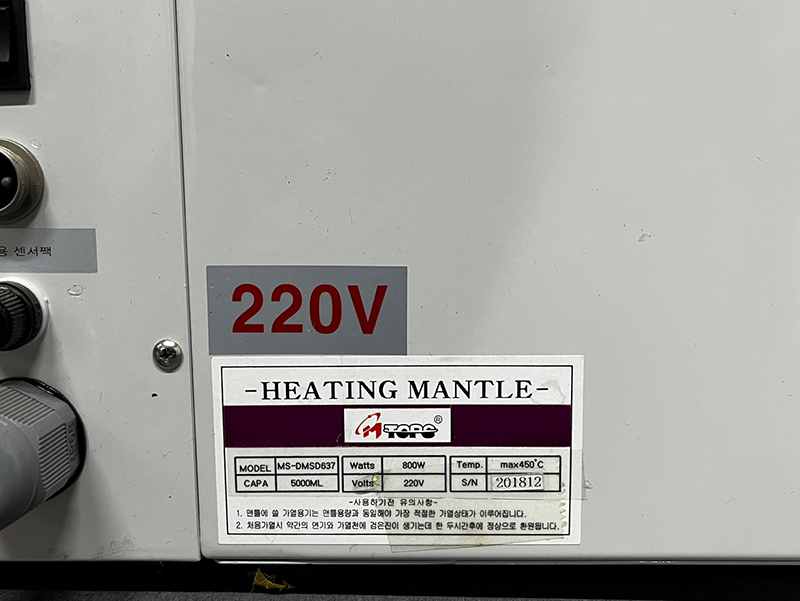 용 센서짹
220V
-HEATING MANTLE-
MTOPS®
MODEL MS-DMSD637 Watts 800W Temp. max450°C
CAPA 5000ML Volts 220V S/N 201812
-사용하기전 유의사항-
1. 맨틀에 쓸 가열용기는 맨틀용량과 동일해야 가장 적절한 가열상태가 이루어집니다.
2. 처음가열시 약간의 연기와 가열천에 검은진이 생기는데 한 두시간후에 정상으로 환원됩니다.